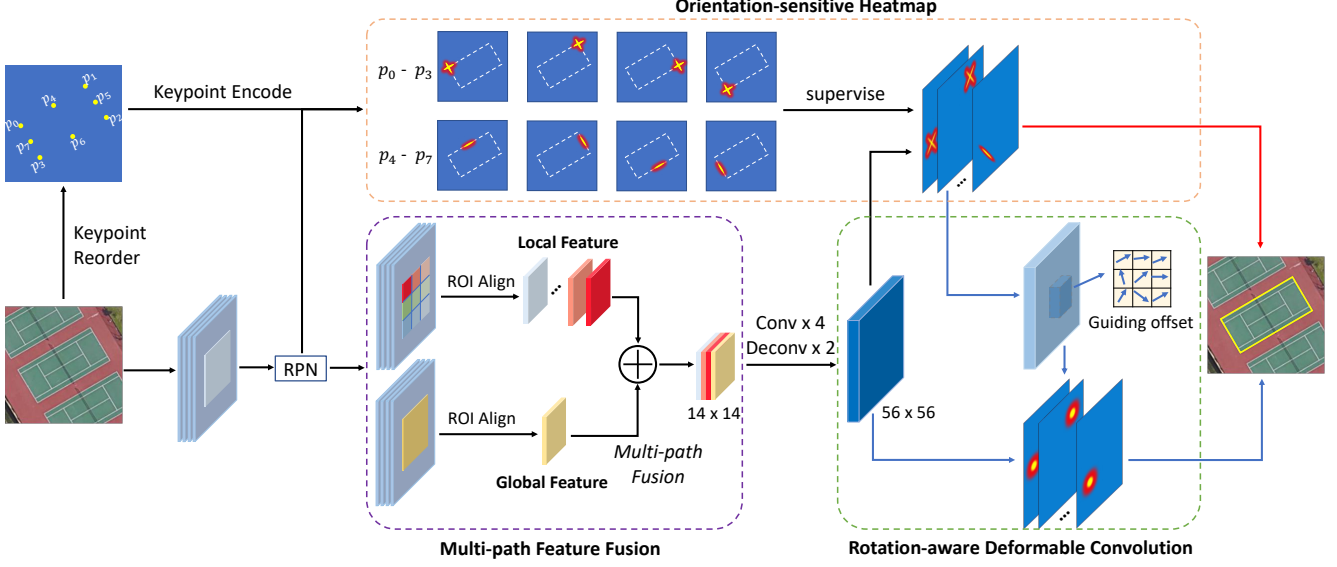 Orientation-sensitive Heatmap
p0 - p3
p4 - p7
supervise
Keypoint Encode
p1
p4
p5
p0
p2
p7
p6
p3
Keypoint
Reorder
RPN
ROI Align
Local Feature
...
ROI Align
Global Feature
Multi-path
Fusion
14 x 14
Multi-path Feature Fusion
Conv x 4
Deconv x 2
56 x 56
...
Guiding offset
...
Rotation-aware Deformable Convolution